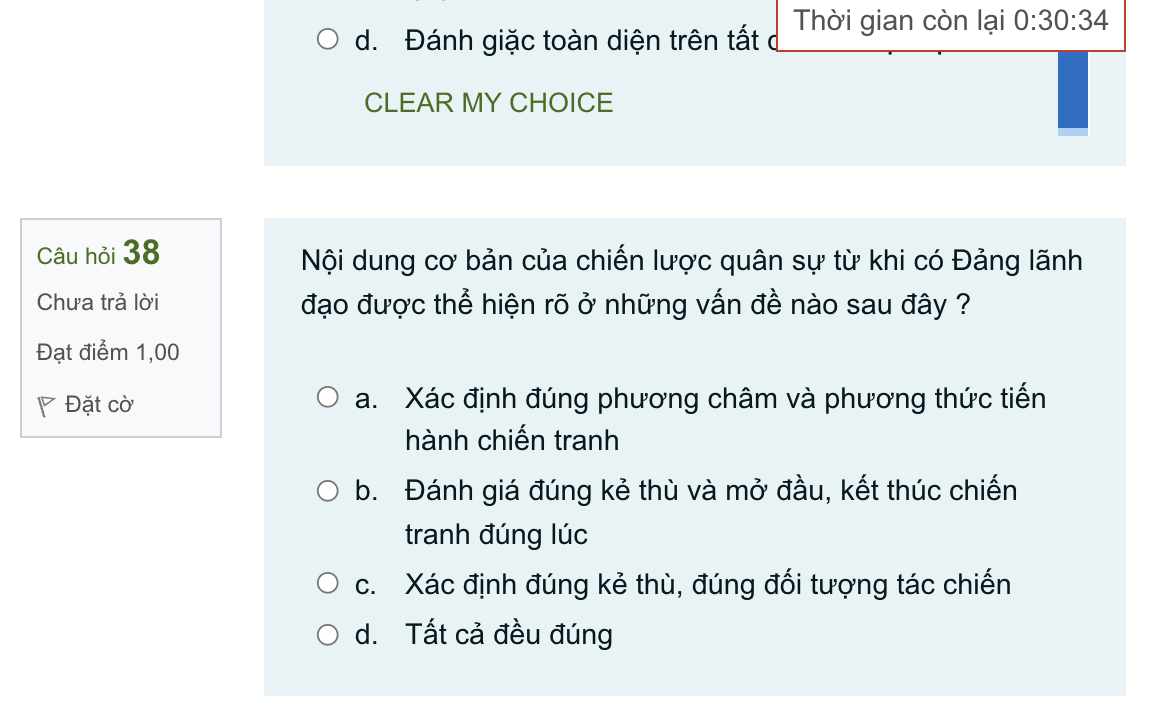 Thời gian còn lại 0:30:34
d. Đánh giặc toàn diện trên tất
CLEAR MY CHOICE
Câu hỏi 38
Chưa trả lời
Đạt điểm 1,00
Đặt cờ
Nội dung cơ bản của chiến lược quân sự từ khi có Đảng lãnh
đạo được thể hiện rõ ở những vấn đề nào sau đây ?
a. Xác định đúng phương châm và phương thức tiến
hành chiến tranh
b. Đánh giá đúng kẻ thù và mở đầu, kết thúc chiến
tranh đúng lúc
c. Xác định đúng kẻ thù, đúng đối tượng tác chiến
d. Tất cả đều đúng